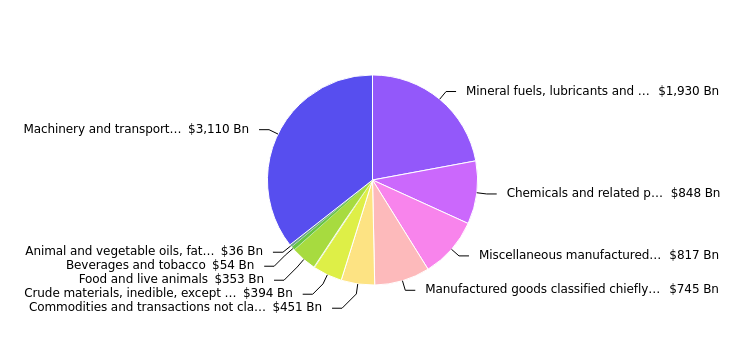 Mineral fuels, lubricants and … $1,930 Bn
Machinery and transport… $3,110 Bn
Chemicals and related p… $848 Bn
Animal and vegetable oils, fat… $36 Bn
Miscellaneous manufactured… $817 Bn
Beverages and tobacco $54 Bn
Food and live animals $353 Bn
Manufactured goods classified chiefly… $745 Bn
Crude materials, inedible, except … $394 Bn
Commodities and transactions not cla… $451 Bn